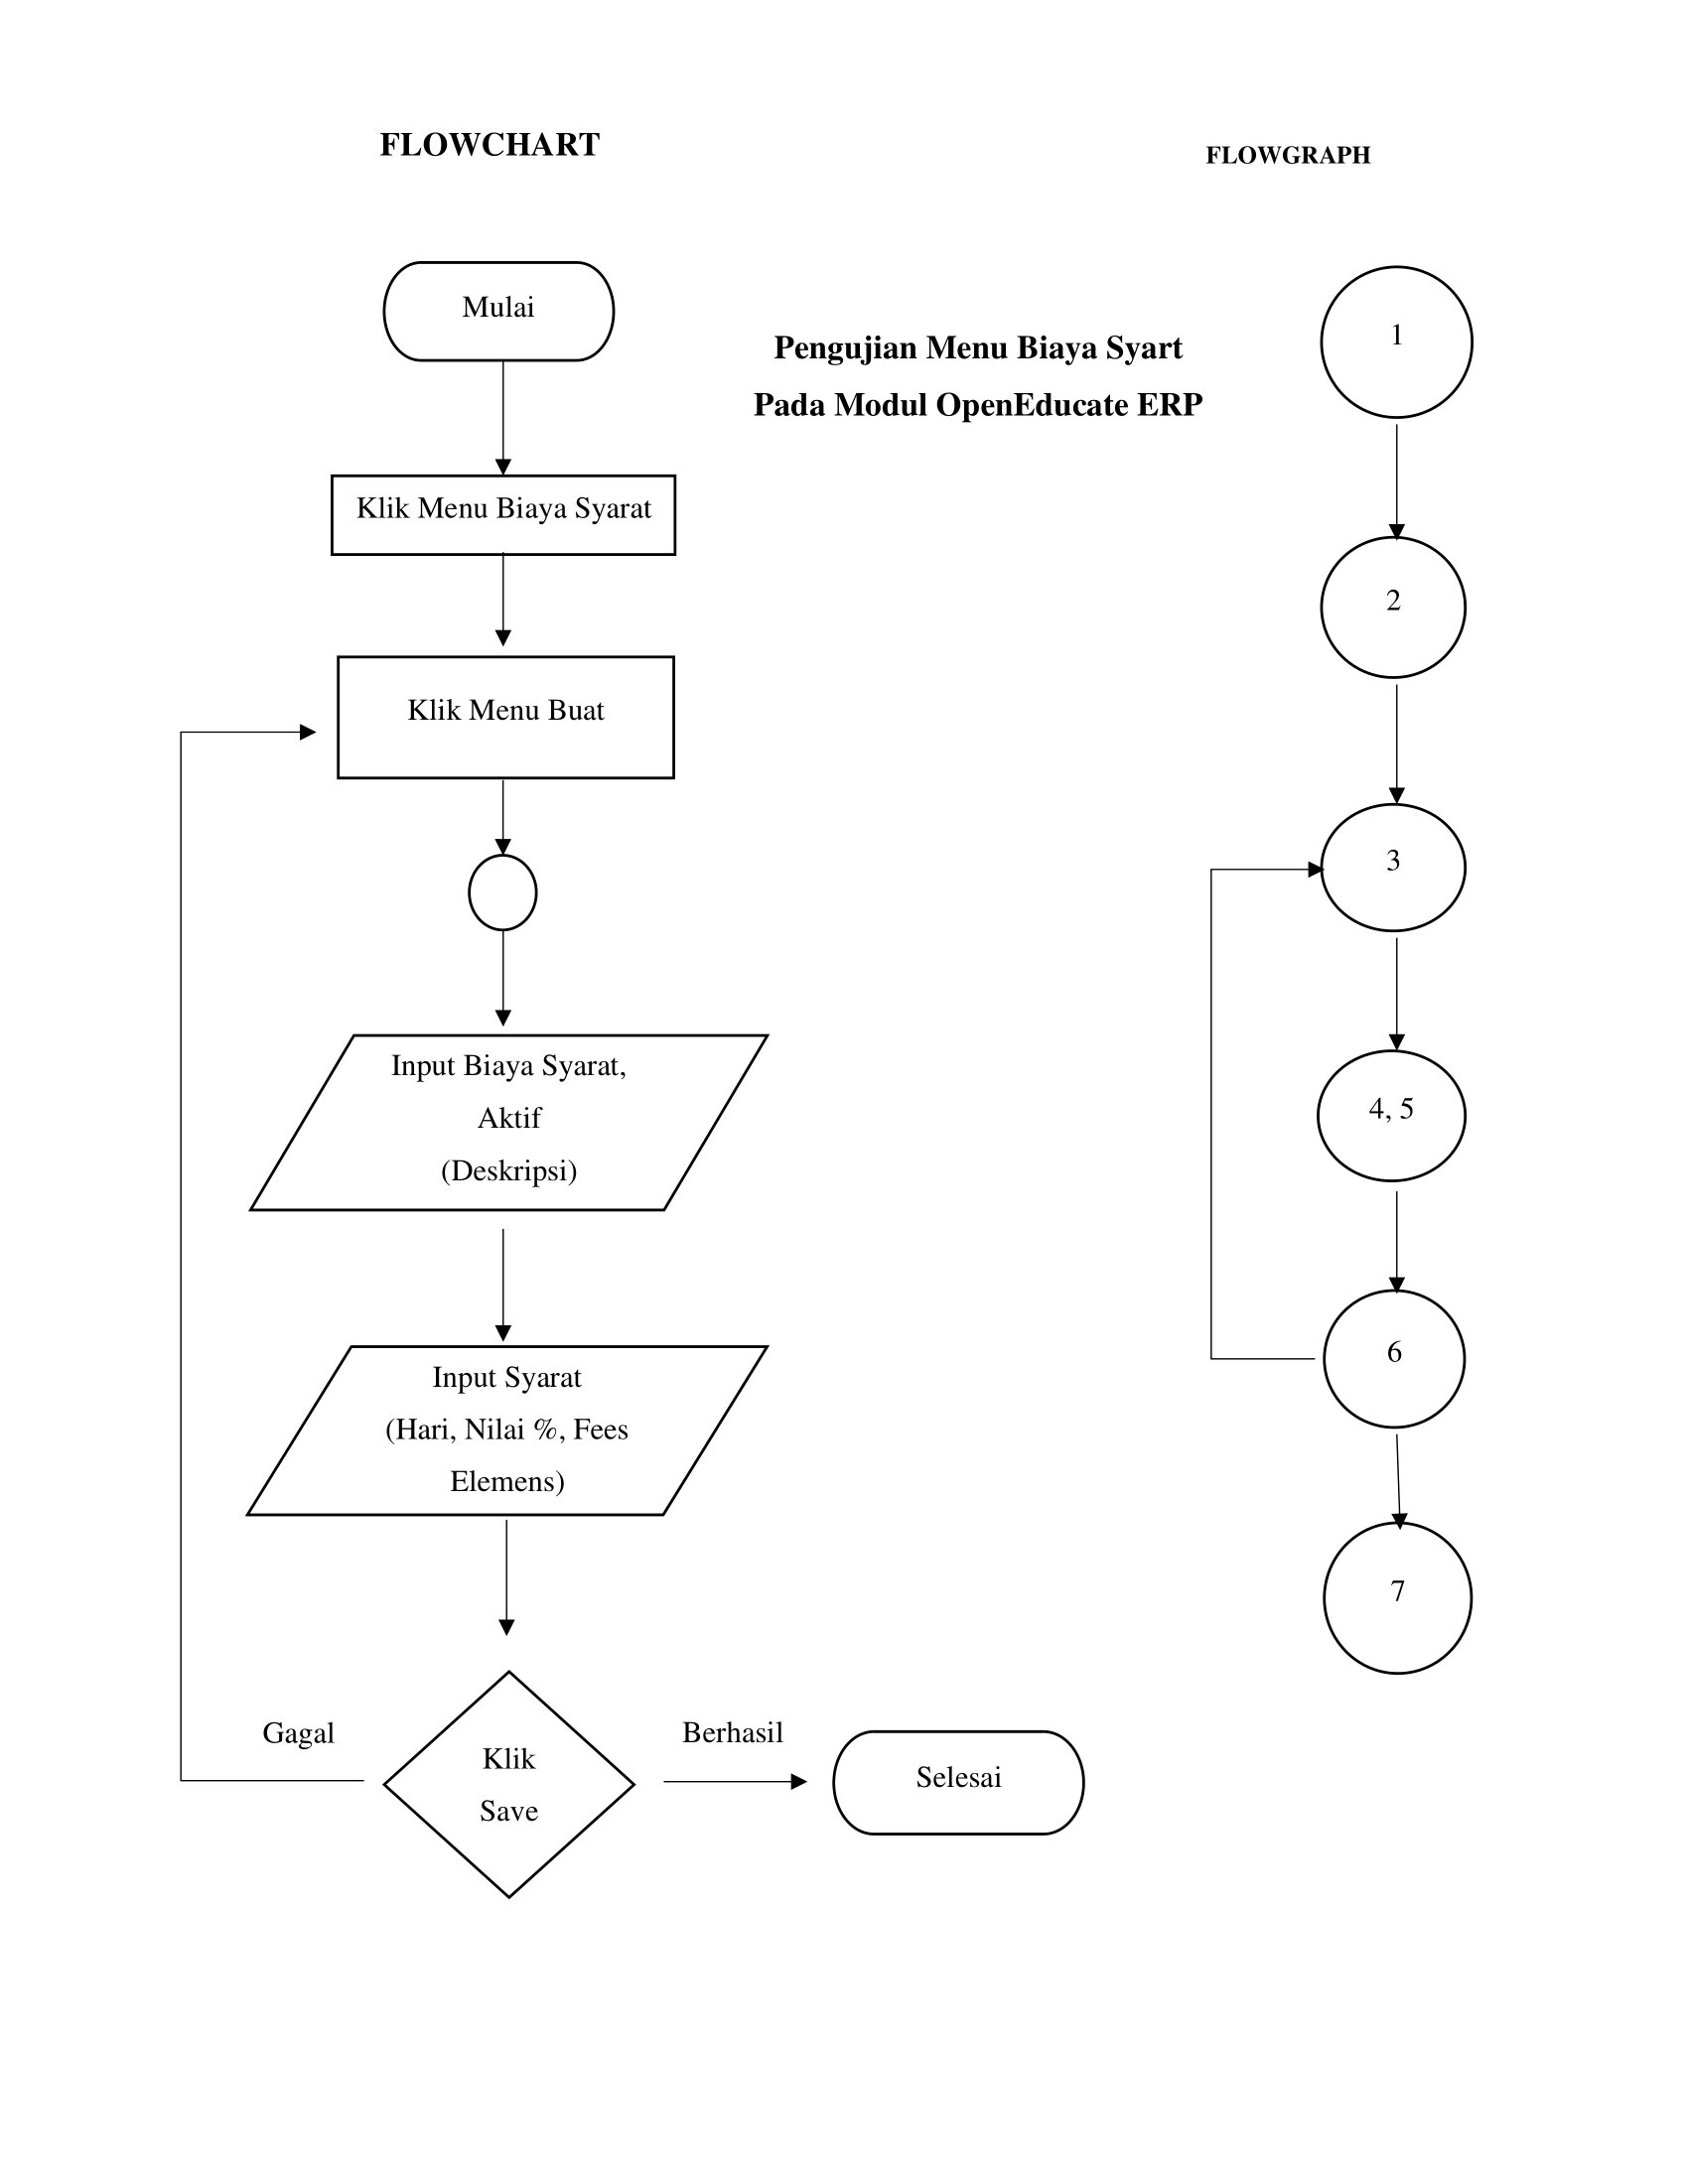 FLOWCHART
FLOWGRAPH
Mulai
Pengujian Menu Biaya Syart
Pada Modul OpenEducate ERP
Klik Menu Biaya Syarat
Klik Menu Buat
Input Biaya Syarat,
Aktif
(Deskripsi)
Input Syarat
(Hari, Nilai %, Fees
Elemens)
Gagal
Klik
Save
Berhasil
Selesai
1
2
3
4, 5
6
7